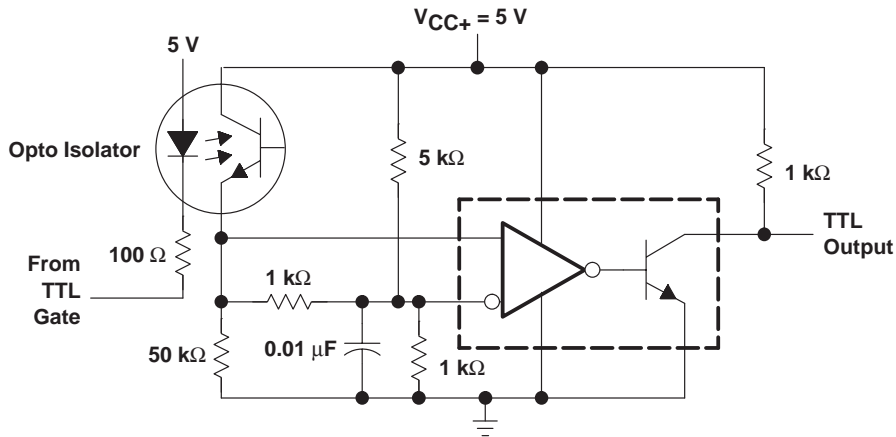 VCC+ = 5 V
5 V
Opto Isolator
5 kΩ
1 kΩ
TTL
Output
100 Ω
From
TTL
Gate
1 kΩ
50 kΩ
0.01 μF
1 kΩ